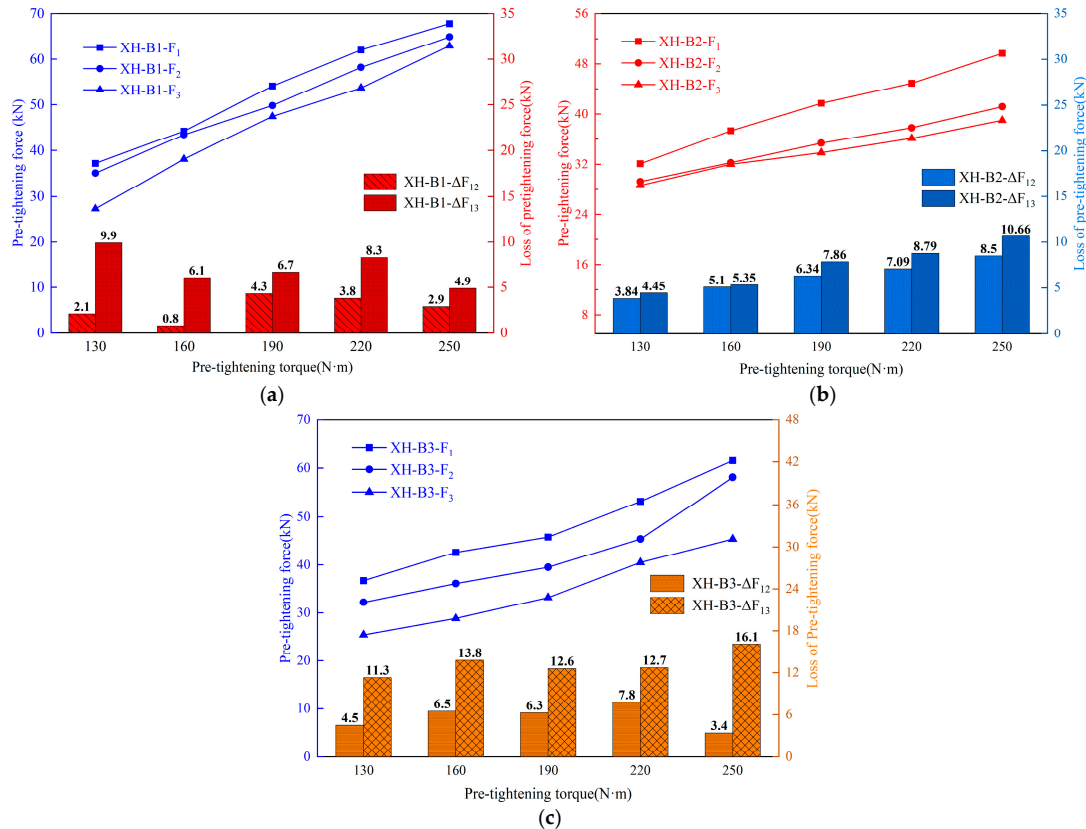 70
60
50
40
30
20
10
0
Pre-tightening force (kN)
XH-B1-F1
XH-B1-F2
XH-B1-F3
XH-B1-ΔF12
XH-B1-ΔF13
2.1
9.9
0.8
6.1
4.3
6.7
3.8
8.3
2.9
4.9
35
30
25
20
15
10
5
0
Loss of pretightening force(kN)
130 160 190 220 250
Pre-tightening torque(N·m)
(a)
56
48
40
32
24
16
8
Pre-tightening force(kN)
XH-B2-F1
XH-B2-F2
XH-B2-F3
XH-B2-ΔF12
XH-B2-ΔF13
3.84
4.45
5.1
5.35
6.34
7.86
7.09
8.79
8.5
10.66
35
30
25
20
15
10
5
0
Loss of pre-tightening force(kN)
130 160 190 220 250
Pre-tightening torque(N·m)
(b)
70
60
50
40
30
20
10
0
Pre-tightening force(kN)
XH-B3-F1
XH-B3-F2
XH-B3-F3
XH-B3-ΔF12
XH-B3-ΔF13
4.5
11.3
6.5
13.8
6.3
12.6
7.8
12.7
3.4
16.1
48
42
36
30
24
18
12
6
0
Loss of Pre-tightening force(kN)
130 160 190 220 250
Pre-tightening torque(N·m)
(c)